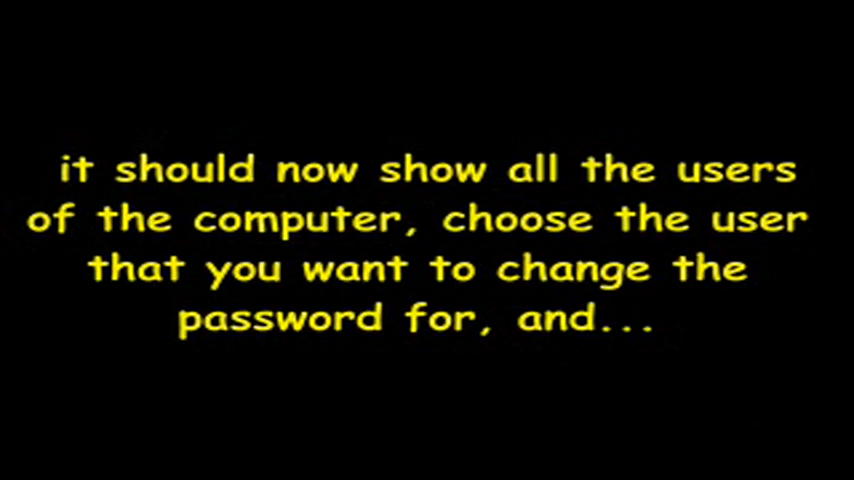 it should now show all the users
of the computer, choose the user
that you want to change the
password for, and...